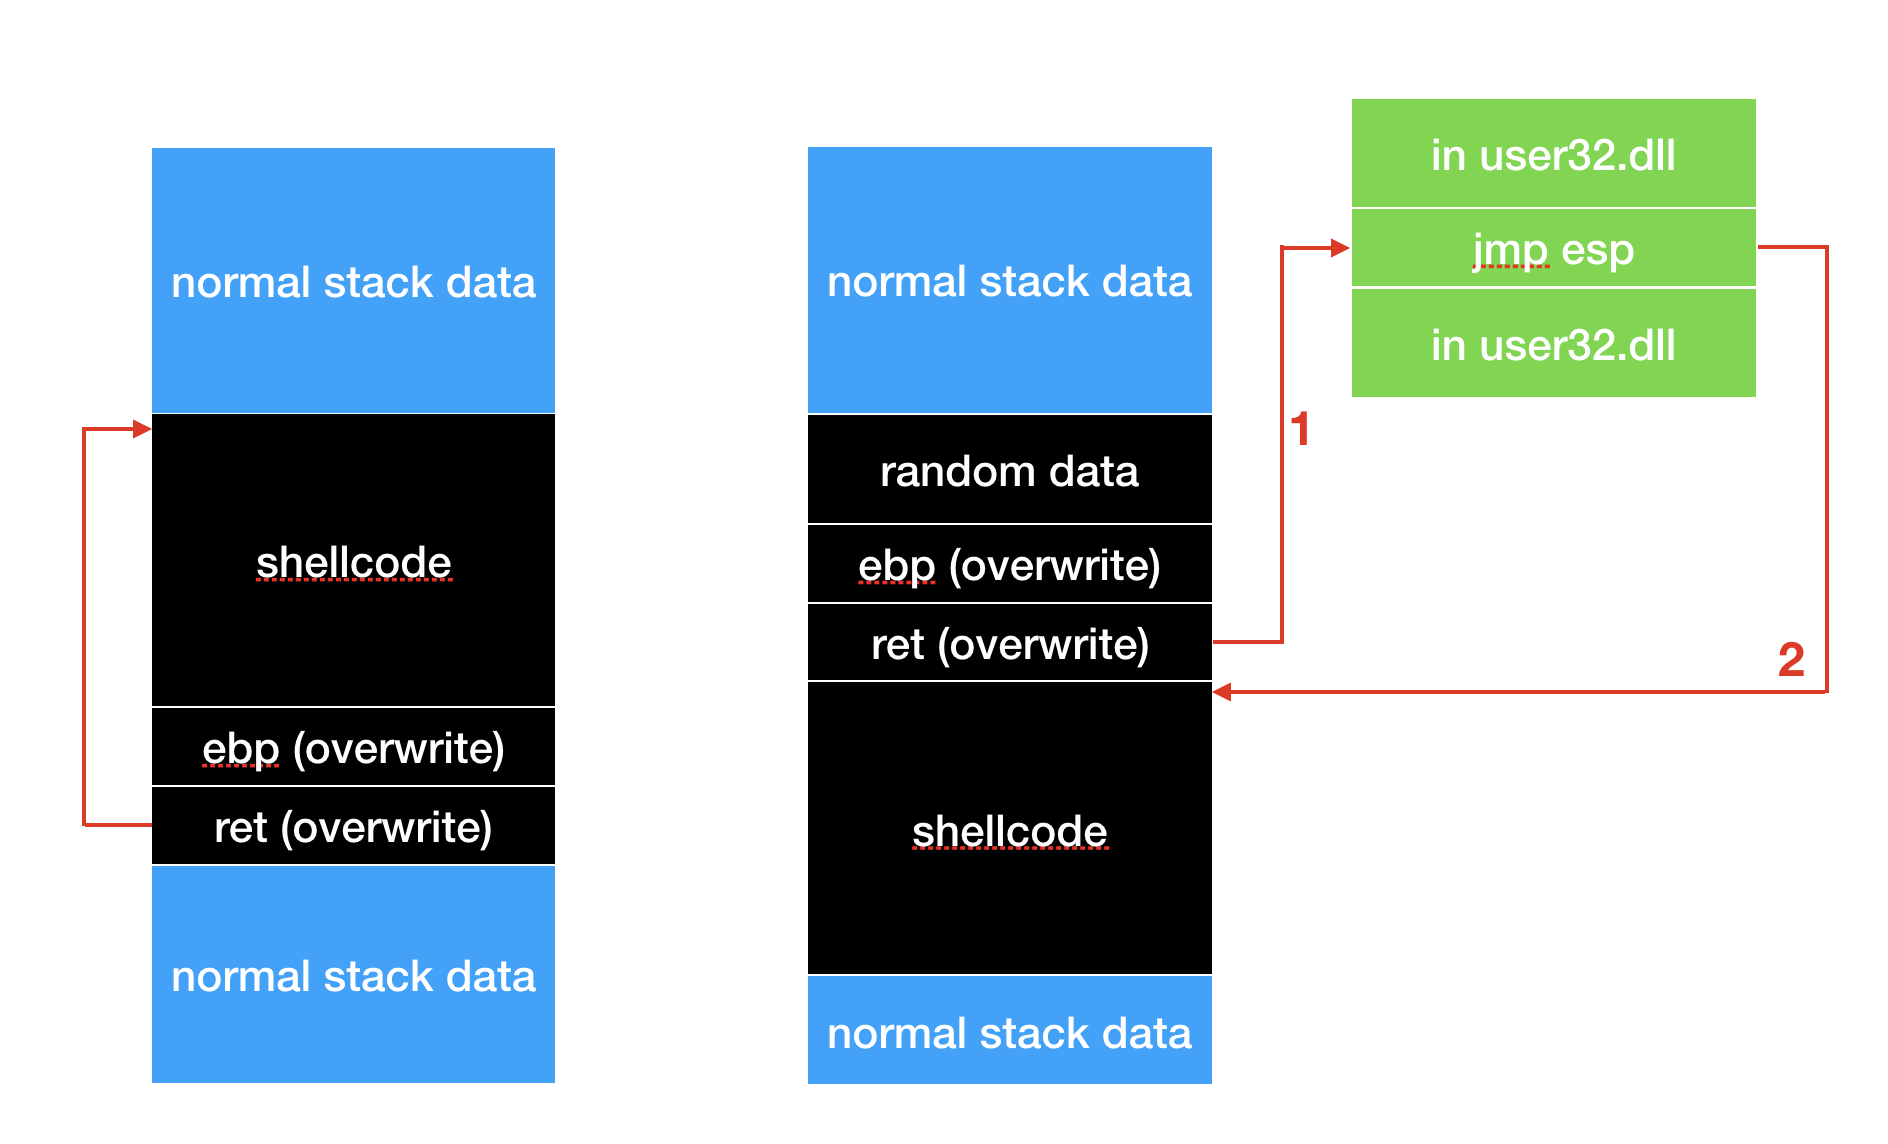 normal stack data
shellcode
ebp (overwrite)
ret (overwrite)
normal stack data
normal stack data
random data
ebp (overwrite)
ret (overwrite)
shellcode
normal stack data
1
in user32.dll
jmp esp
in user32.dll
2